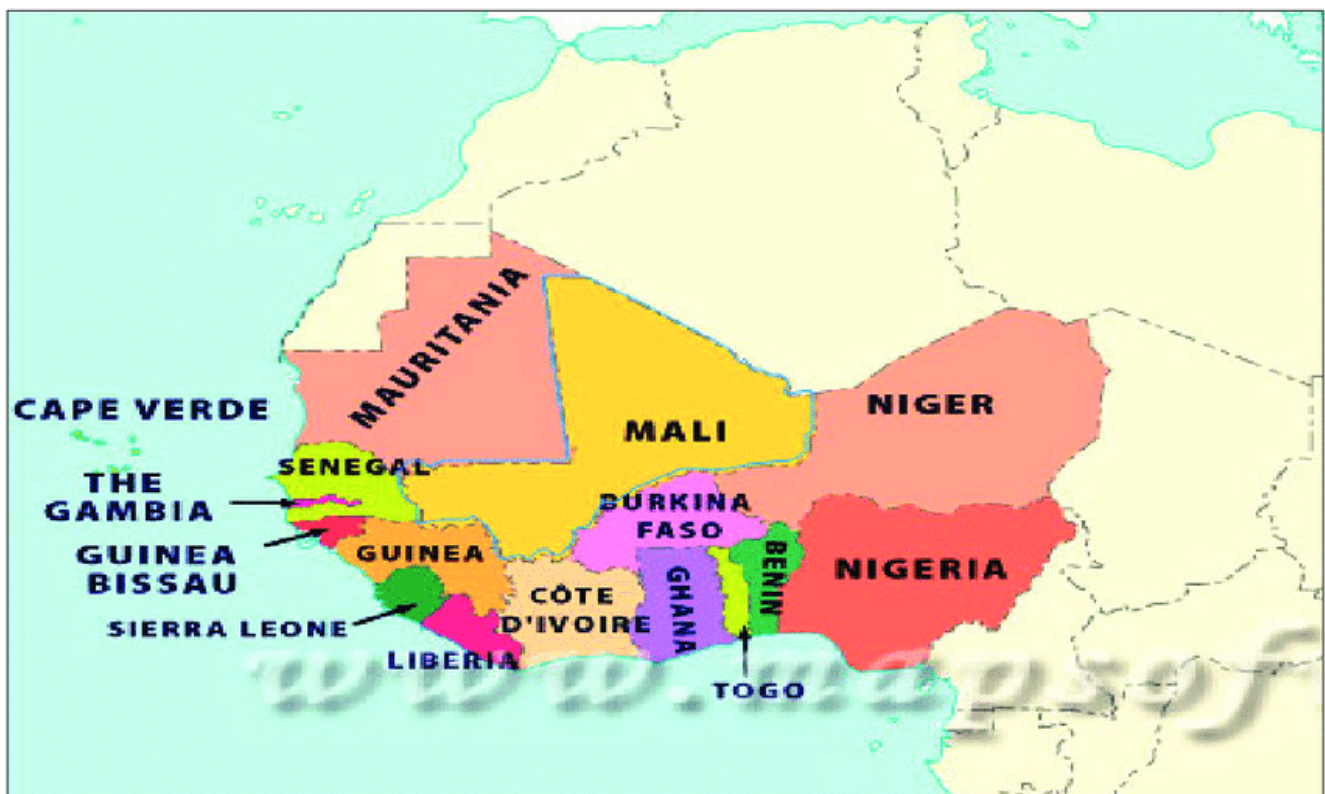 MAURITANIA
CAPE VERDE
NIGER
MALI
SENEGAL
THE
GAMBIA
BURKINA
FASO
GUINEA
BISSAU
GUINEA
BENIN
NIGERIA
GHANA
CÔTE
D'IVOIRE
SIERRA LEONE
LIBERIA
TOGO
www.mapsof